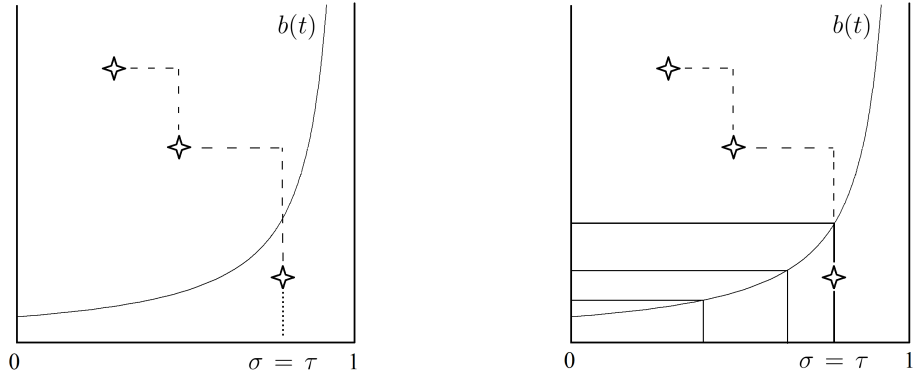 b(t)
b(t)
0
σ = τ
1
0
σ = τ
1